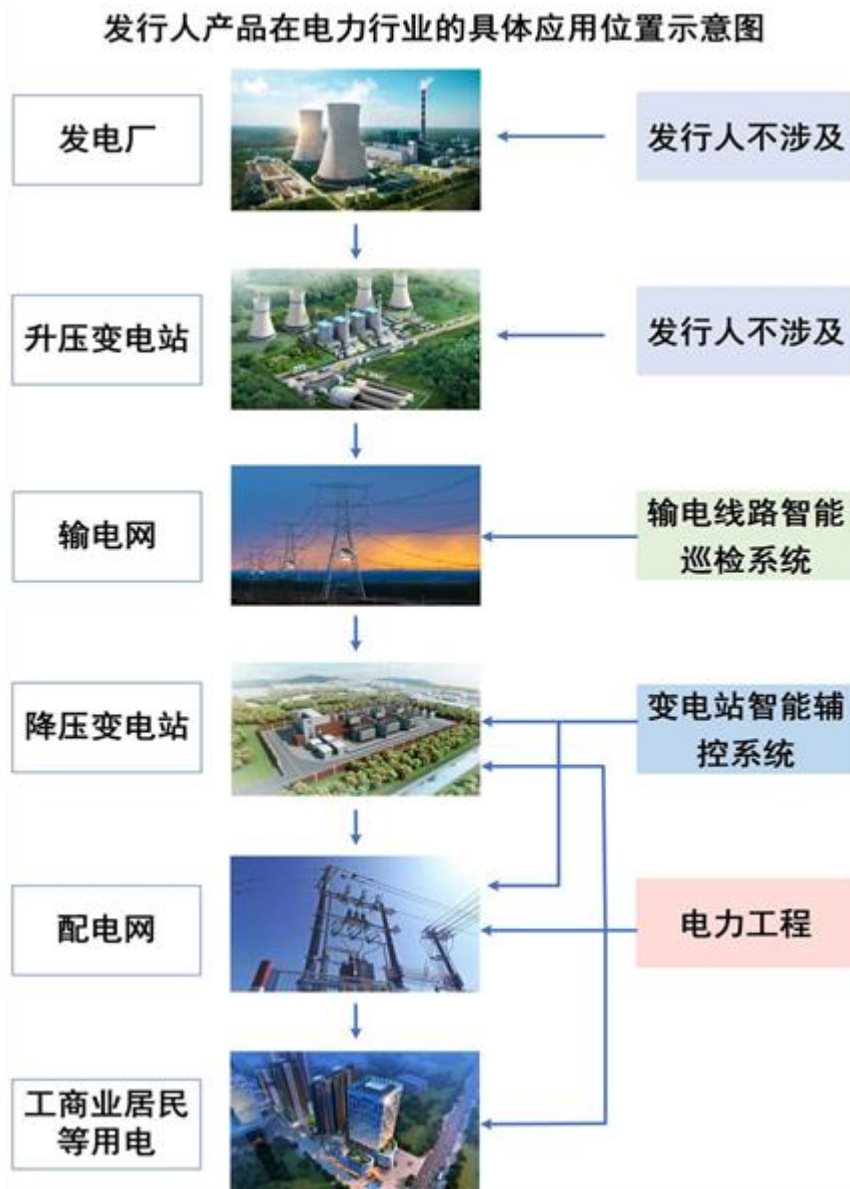 发行人产品在电力行业的具体应用位置示意图
发电厂
发行人不涉及
升压变电站
发行人不涉及
输电网
输电线路智能
巡检系统
降压变电站
变电站智能辅
控系统
配电网
电力工程
工商业居民
等用电